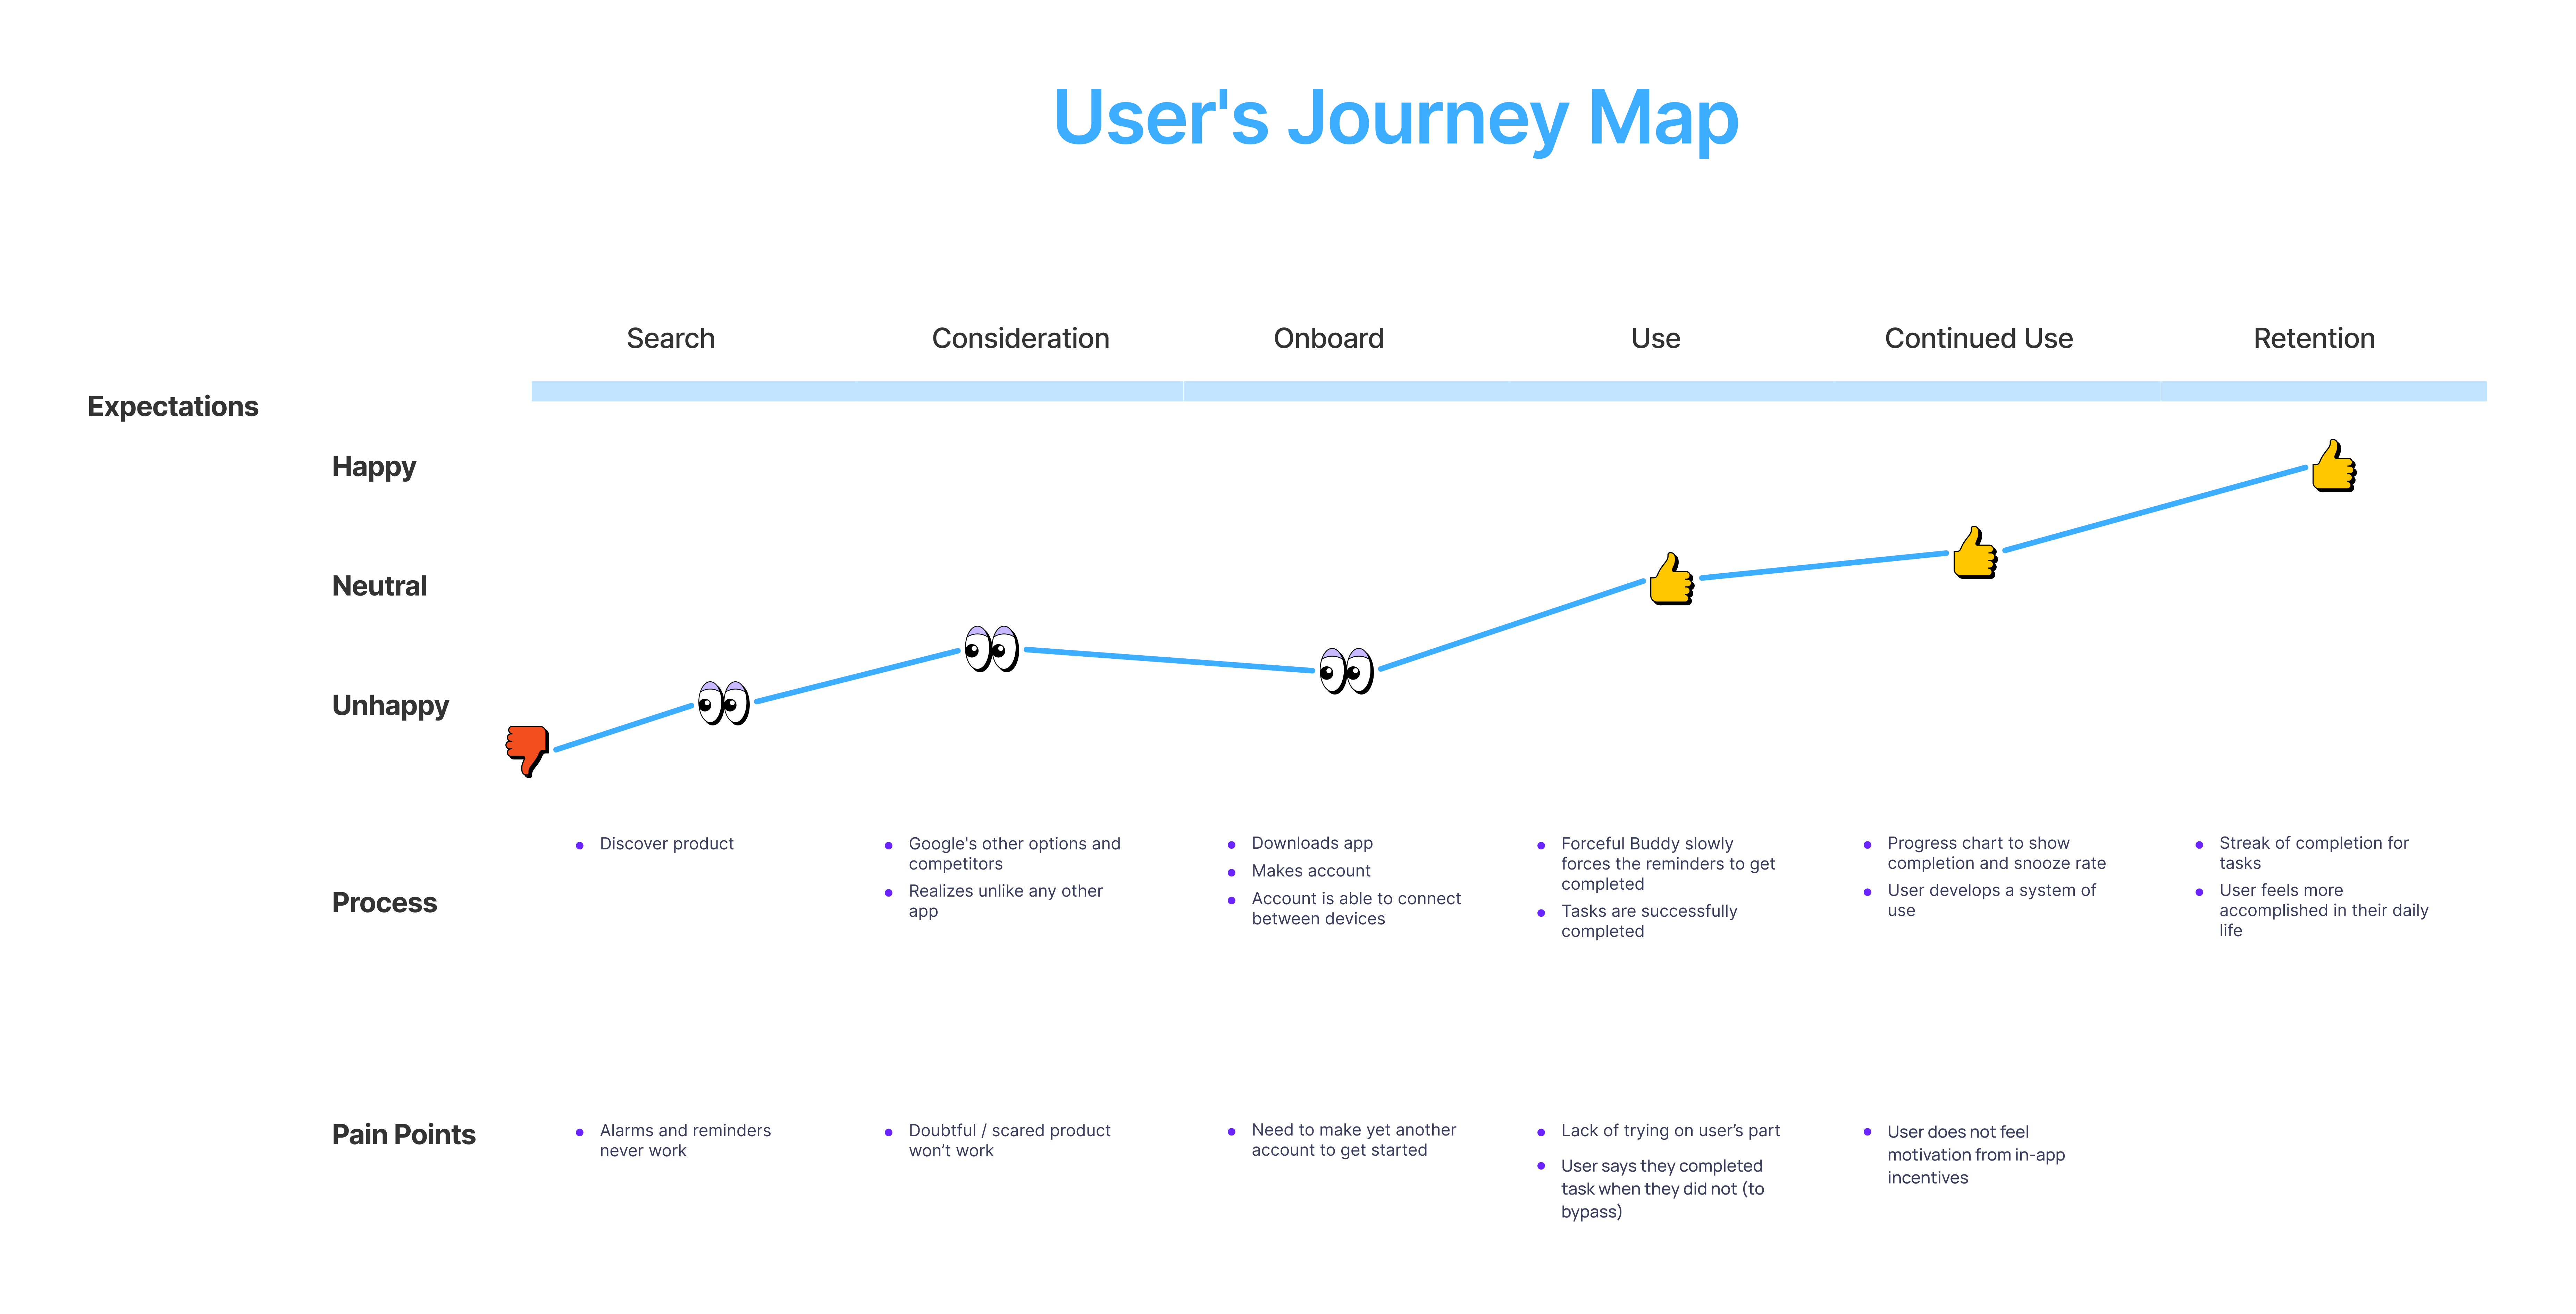 User's Journey Map
Search
Consideration
Onboard
Use
Continued Use
Retention
Expectations
Happy
Neutral
Unhappy
Process
Discover product
Google's other options and
competitors
Realizes unlike any other
app
Downloads app
Makes account
Account is able to connect
between devices
Forceful Buddy slowly
forces the reminders to get
completed
Tasks are successfully
completed
Progress chart to show
completion and snooze rate
User develops a system of
use
Streak of completion for
tasks
User feels more
accomplished in their daily
life
Pain Points
Alarms and reminders
never work
Doubtful / scared product
won’t work
Need to make yet another
account to get started
Lack of trying on user’s part
User says they completed
task when they did not (to
bypass)
User does not feel
motivation from in-app
incentives